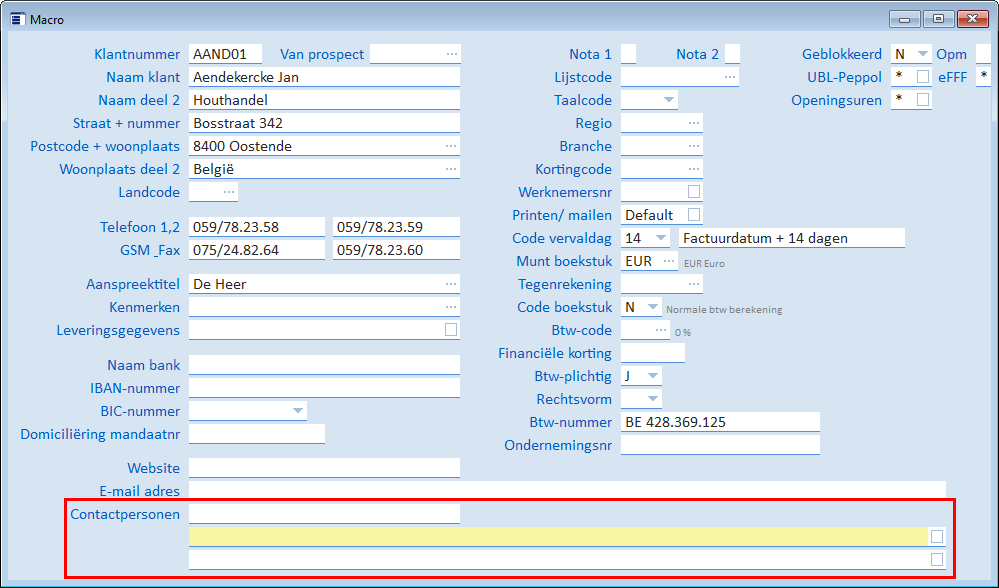 Macro
Klantnummer AAND01 Van prospect ...
Naam klant Aendekercke Jan
Naam deel 2 Houthandel
Straat + nummer Bosstraat 342
Postcode + woonplaats 8400 Oostende ...
Woonplaats deel 2 België ...
Landcode ...
Telefoon 1,2 059/78.23.58 059/78.23.59
GSM _Fax 075/24.82.64 059/78.23.60
Aanspreektitel De Heer ...
Kenmerken ...
Leveringsgegevens
Naam bank
IBAN-nummer
BIC-nummer
Domiciliëring mandaatnr
Website
E-mail adres
Contactpersonen
Nota 1 Nota 2
Lijstcode ...
Taalcode
Regio ...
Branche ...
Kortingcode ...
Werknemersnr
Printen/ mailen Default
Code vervaldag 14 Factuurdatum + 14 dagen
Munt boekstuk EUR ... EUR Euro
Tegenrekening ...
Code boekstuk N Normale btw berekening
Btw-code ... 0 %
Financiële korting
Btw-plichtig J
Rechtsvorm
Btw-nummer BE 428.369.125
Ondernemingsnr
Geblokkeerd N Opm
UBL-Peppol * eFFF *
Openingsuren *